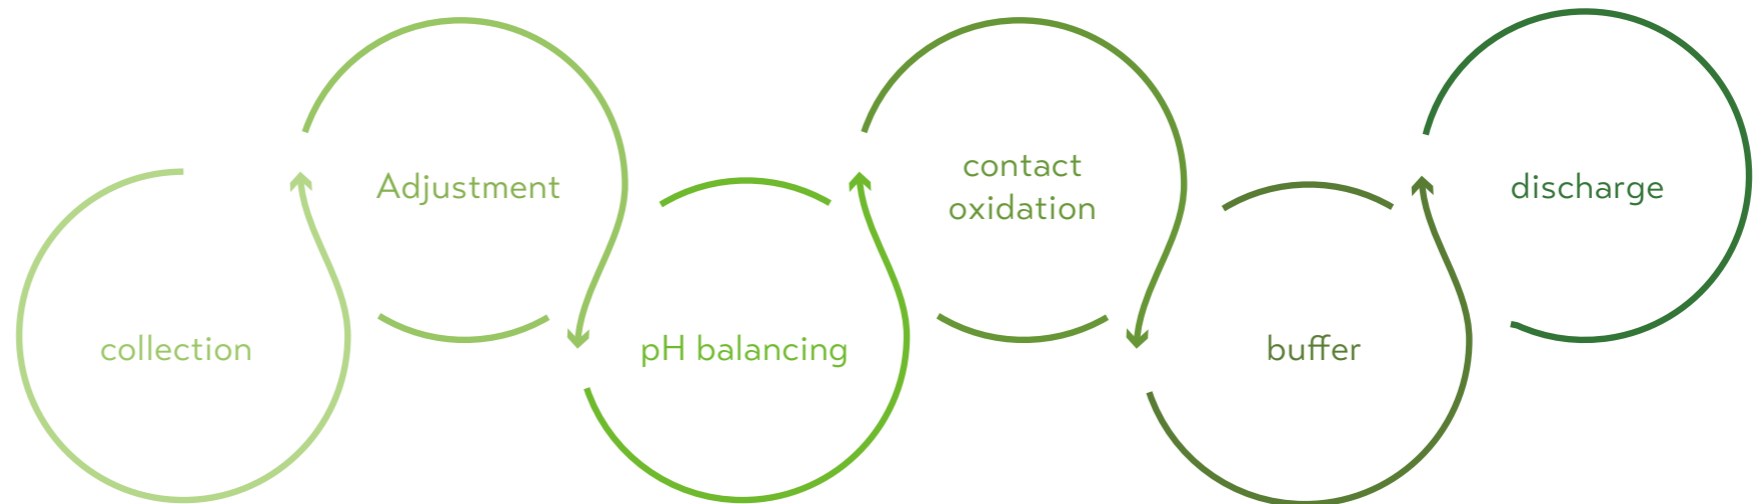 collection
Adjustment
pH balancing
contact
oxidation
buffer
discharge